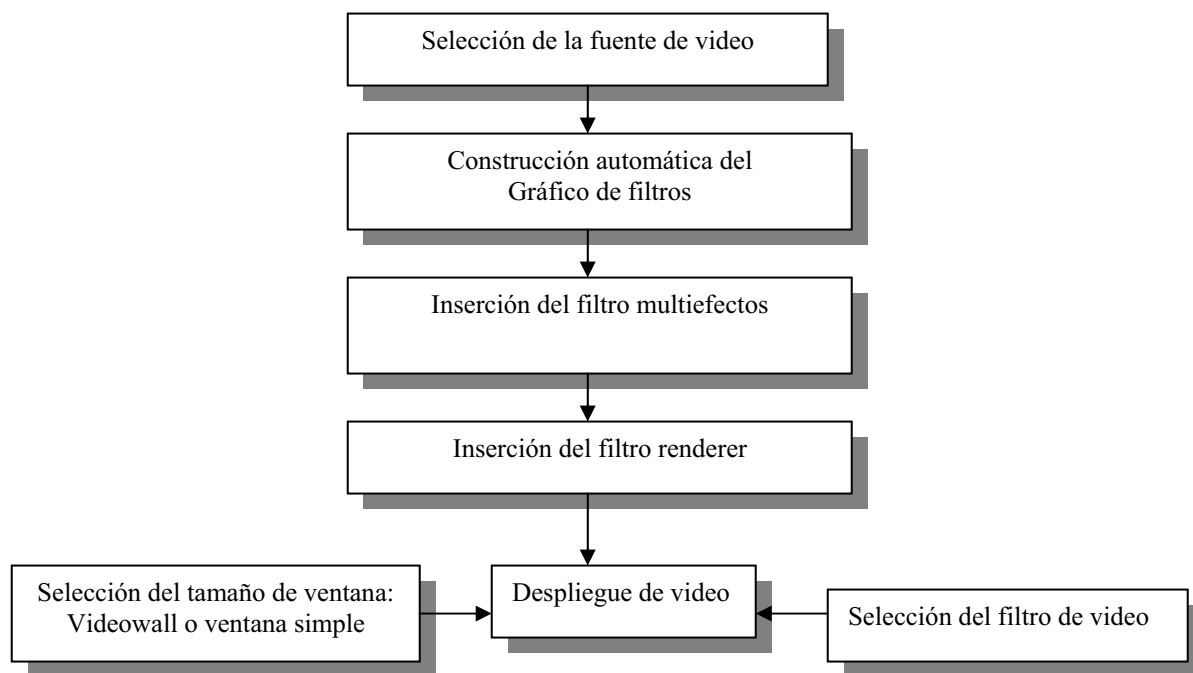 Selección de la fuente de video
Construcción automática del
Gráfico de filtros
Inserción del filtro multiefectos
Inserción del filtro renderer
Selección del tamaño de ventana:
Videowall o ventana simple
Despliegue de video
Selección del filtro de video